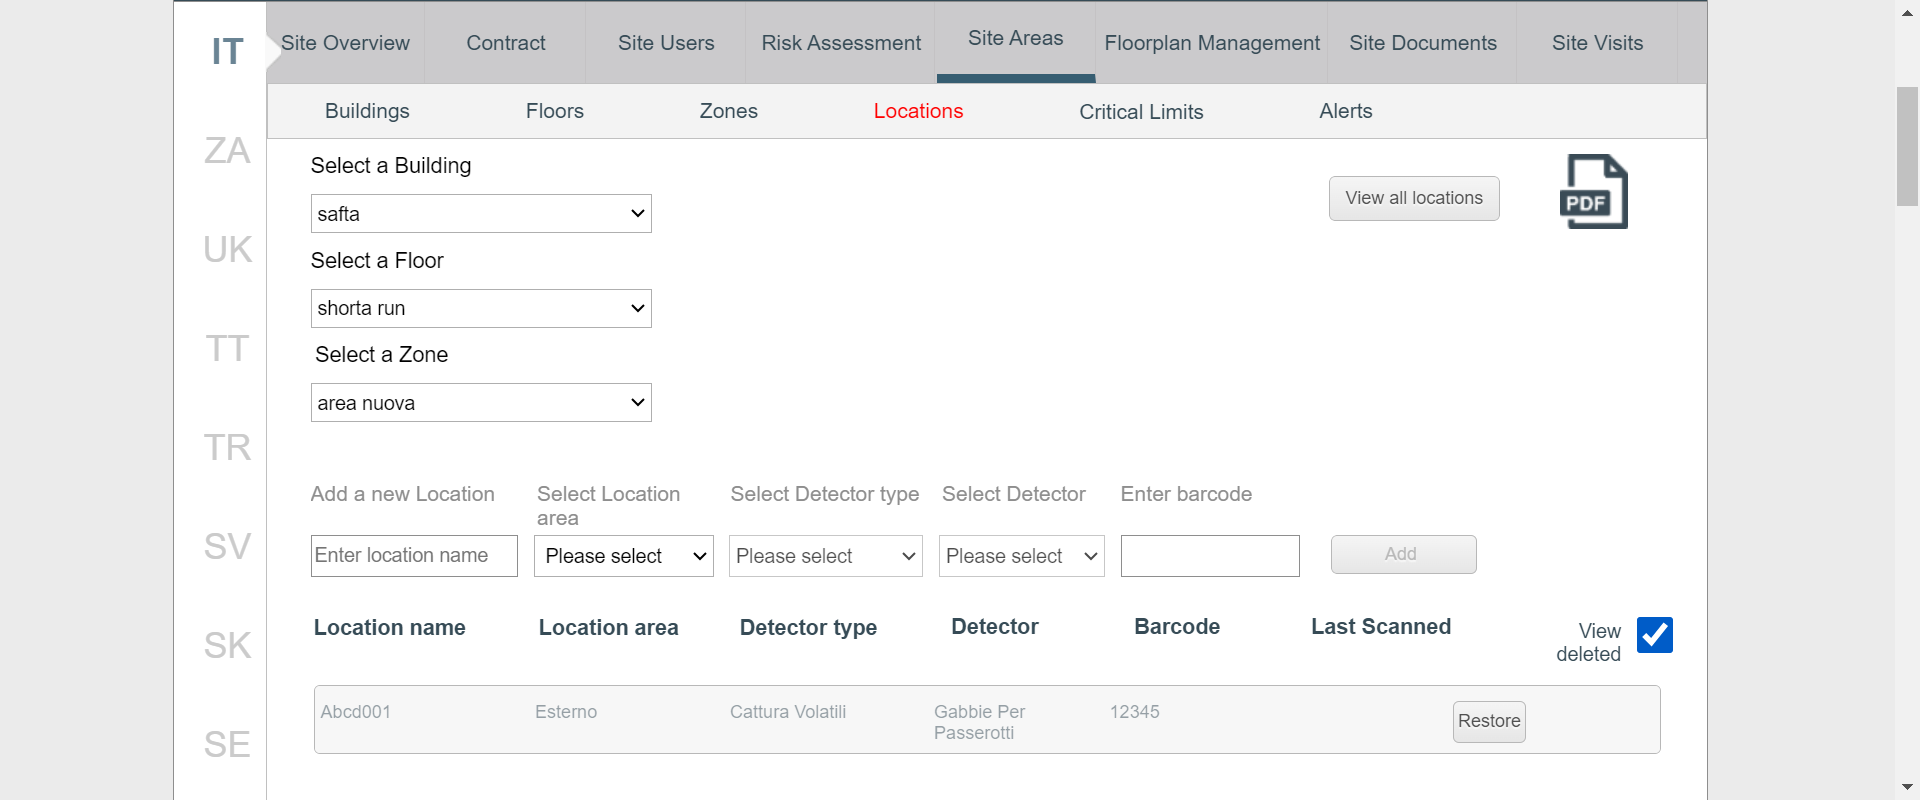 IT
ZA
UK
TT
TR
SV
SK
SE
Site Overview
Contract
Site Users
Risk Assessment
Site Areas
Floorplan Management
Site Documents
Site Visits
Buildings
Floors
Zones
Locations
Critical Limits
Alerts
Select a Building
safta
View all locations
PDF
Select a Floor
shorta run
Select a Zone
area nuova
Add a new Location
Select Location
area
Select Detector type
Select Detector
Enter barcode
Enter location name
Please select
Please select
Please select
Add
Location name
Location area
Detector type
Detector
Barcode
Last Scanned
View
deleted
Abcd001
Esterno
Cattura Volatili
Gabbie Per
Passerotti
12345
Restore